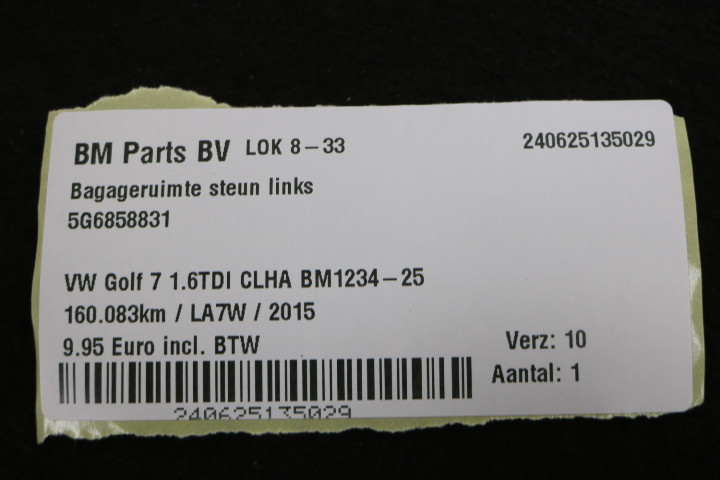 BM Parts BV LOK 8-33 240625135029
Bagageruimte steun links
5G6858831
VW Golf 7 1.6TDI CLHA BM1234-25
160.083km / LA7W / 2015
9.95 Euro incl. BTW Verz: 10
Aantal: 1
240625135029